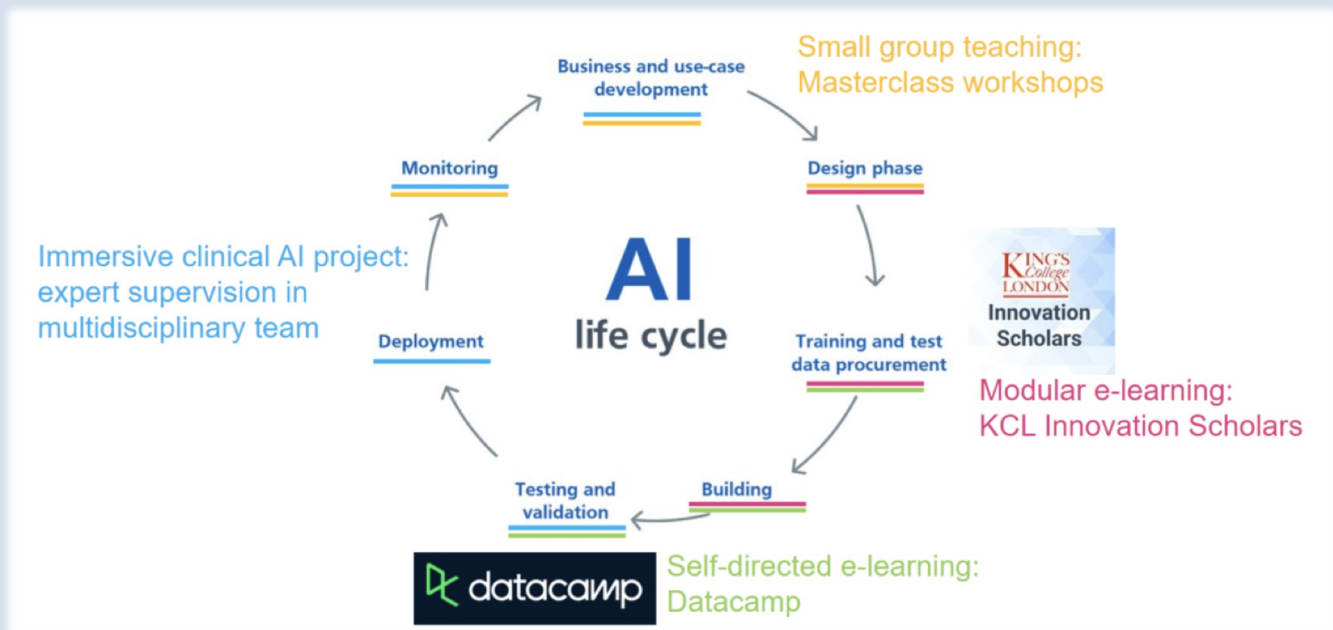 Small group teaching:
Masterclass workshops
Business and use-case
development
Monitoring
Design phase
Immersive clinical AI project:
expert supervision in
multidisciplinary team
AI
life cycle
KING'S
College
LONDON
Innovation
Scholars
Deployment
Training and test
data procurement
Modular e-learning:
KCL Innovation Scholars
Testing and
validation
Building
datacamp
Self-directed e-learning:
Datacamp